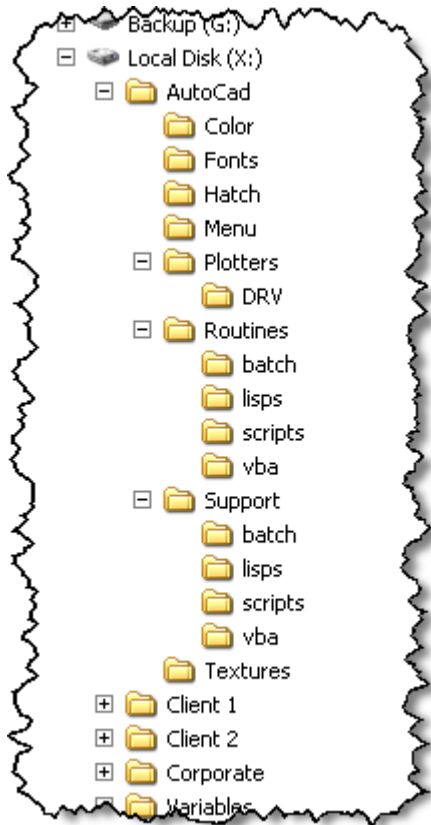 Backup (G:)
Local Disk (X:)
AutoCad
Color
Fonts
Hatch
Menu
Plotters
DRV
Routines
batch
lisps
scripts
vba
Support
batch
lisps
scripts
vba
Textures
Client 1
Client 2
Corporate
Variables